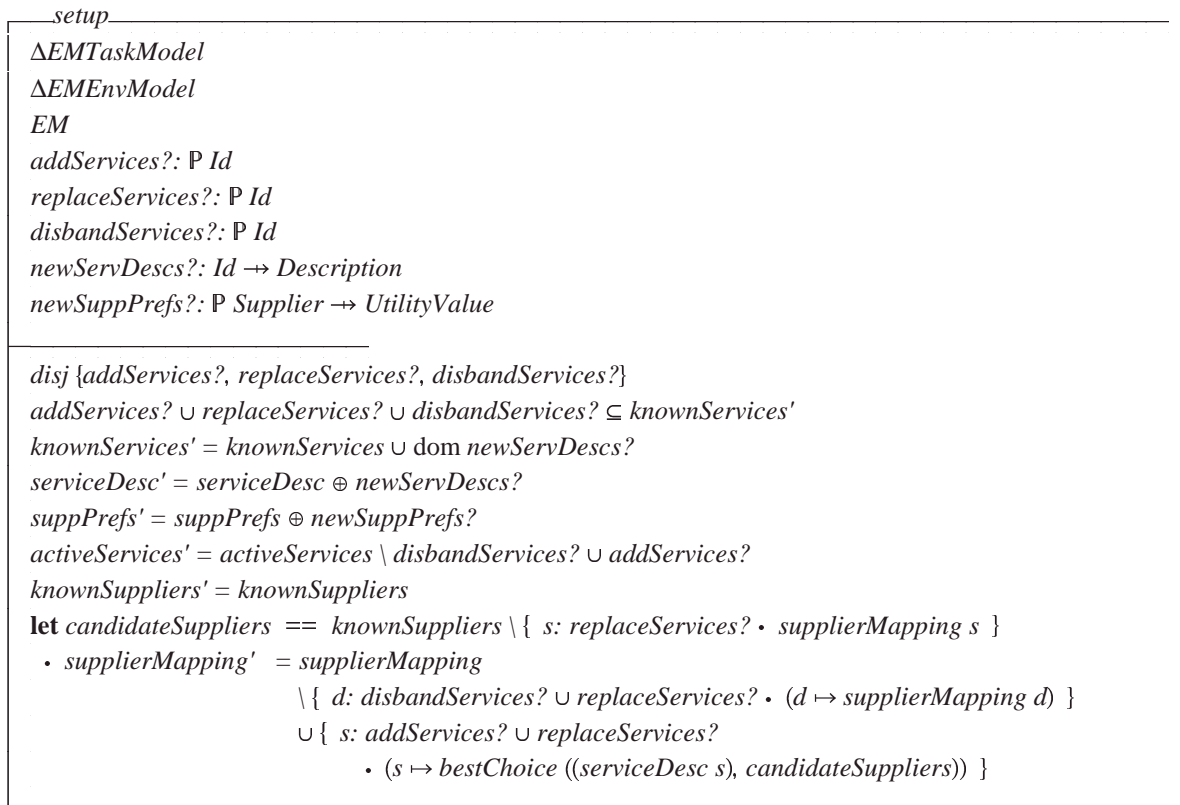 setup
ΔEMTaskModel
ΔEMEnvModel
EM
addServices?: ℙ Id
replaceServices?: ℙ Id
disbandServices?: ℙ Id
newServDescs?: Id ⇸ Description
newSuppPrefs?: ℙ Supplier ⇸ UtilityValue
disj {addServices?, replaceServices?, disbandServices?}
addServices? ∪ replaceServices? ∪ disbandServices? ⊆ knownServices'
knownServices' = knownServices ∪ dom newServDescs?
serviceDesc' = serviceDesc ⊕ newServDescs?
suppPrefs' = suppPrefs ⊕ newSuppPrefs?
activeServices' = activeServices \ disbandServices? ∪ addServices?
knownSuppliers' = knownSuppliers
let candidateSuppliers == knownSuppliers \ { s: replaceServices? • supplierMapping s }
• supplierMapping' = supplierMapping
\ { d: disbandServices? ∪ replaceServices? • (d ↦ supplierMapping d) }
∪ { s: addServices? ∪ replaceServices?
• (s ↦ bestChoice ((serviceDesc s), candidateSuppliers)) }